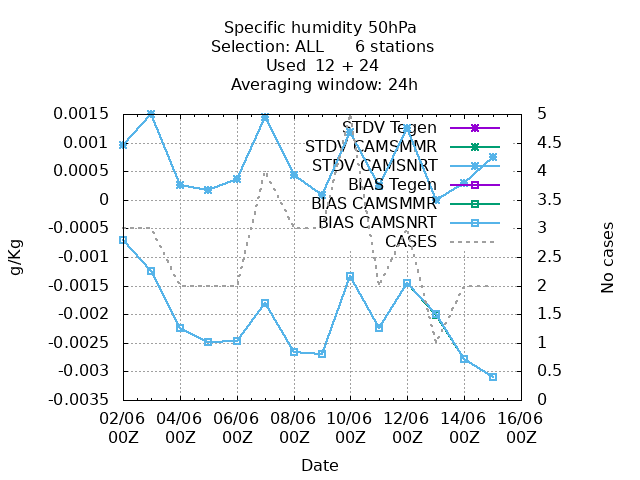 Specific humidity 50hPa
Selection: ALL 6 stations
Used 12 + 24
Averaging window: 24h
0.0015
0.001
0.0005
0
-0.0005
-0.001
-0.0015
-0.002
-0.0025
-0.003
-0.0035
g/Kg
STDV Tegen
STDV CAMSMMR
STDV CAMSNRT
BIAS Tegen
BIAS CAMSMMR
BIAS CAMSNRT
CASES
5
4.5
4
3.5
3
2.5
2
1.5
1
0.5
0
No cases
02/06 04/06 06/06 08/06 10/06 12/06 14/06 16/06
00Z 00Z 00Z 00Z 00Z 00Z 00Z 00Z
Date